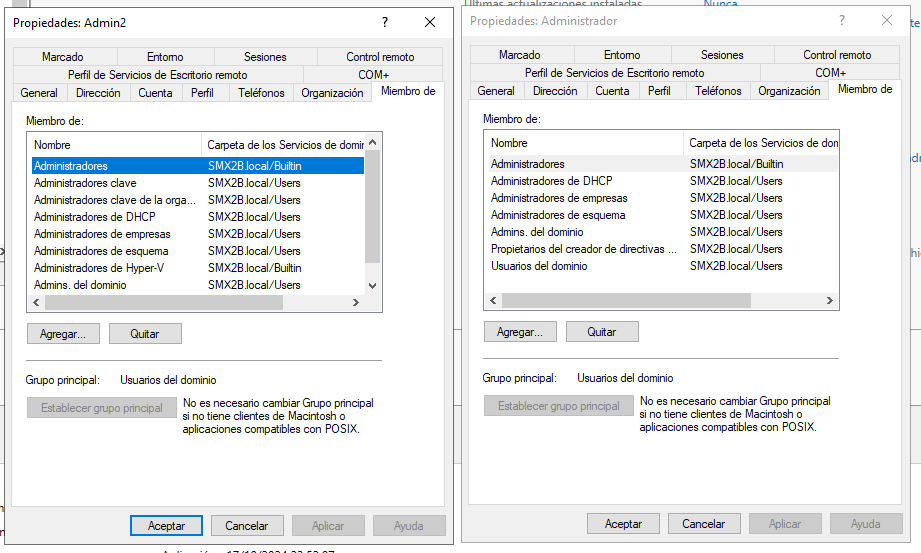 Últimas actualizaciones instaladas
Nunca
Propiedades: Admin2
?
Marcado
Entorno
Sesiones
Control remoto
Perfil de Servicios de Escritorio remoto
COM+
General
Dirección
Cuenta
Perfil
Teléfonos
Organización
Miembro de
Miembro de:
Nombre
Carpeta de los Servicios de domin
Administradores
SMX2B.local/Builtin
Administradores clave
SMX2B.local/Users
Administradores clave de la orga...
SMX2B.local/Users
Administradores de DHCP
SMX2B.local/Users
Administradores de empresas
SMX2B.local/Users
Administradores de esquema
SMX2B.local/Users
Administradores de Hyper-V
SMX2B.local/Builtin
Admins. del dominio
SMX2B.local/Users
Agregar...
Quitar
Grupo principal:
Usuarios del dominio
Establecer grupo principal
No es necesario cambiar Grupo principal
si no tiene clientes de Macintosh o
aplicaciones compatibles con POSIX.
Aceptar
Cancelar
Aplicar
Ayuda
Propiedades: Administrador
?
Marcado
Entorno
Sesiones
Control remoto
Perfil de Servicios de Escritorio remoto
COM+
General
Dirección
Cuenta
Perfil
Teléfonos
Organización
Miembro de
Miembro de:
Nombre
Carpeta de los Servicios de dom
Administradores
SMX2B.local/Builtin
Administradores de DHCP
SMX2B.local/Users
Administradores de empresas
SMX2B.local/Users
Administradores de esquema
SMX2B.local/Users
Admins. del dominio
SMX2B.local/Users
Propietarios del creador de directivas ...
SMX2B.local/Users
Usuarios del dominio
SMX2B.local/Users
Agregar...
Quitar
Grupo principal:
Usuarios del dominio
Establecer grupo principal
No es necesario cambiar Grupo principal
si no tiene clientes de Macintosh o
aplicaciones compatibles con POSIX.
Aceptar
Cancelar
Aplicar
Ayuda